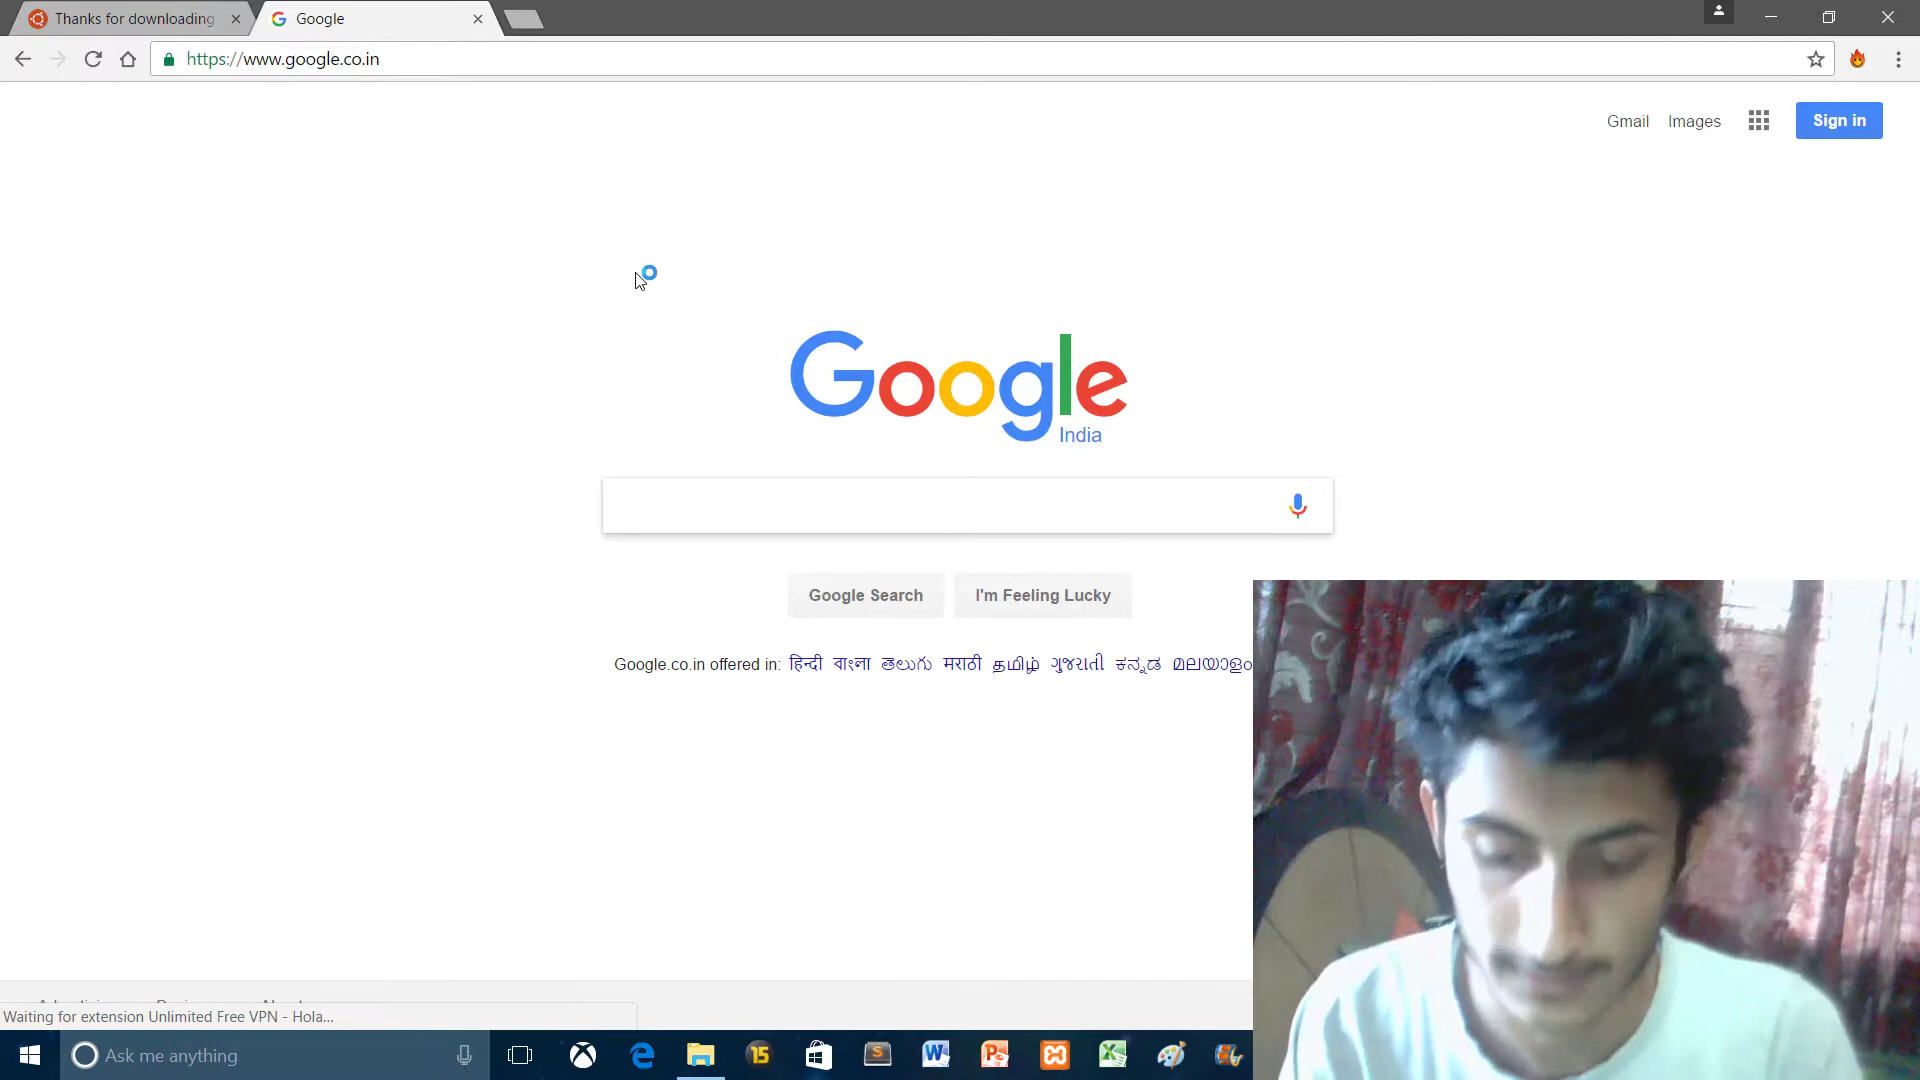 Thanks for downloading
Google
https://www.google.co.in
Gmail Images Sign in
Google
India
Google Search I'm Feeling Lucky
Google.co.in offered in: हिन्दी বাংলা తెలుగు मराठी தமிழ் ગુજરાતી ಕನ್ನಡ മലയാളം
Waiting for extension Unlimited Free VPN - Hola...
Ask me anything
15